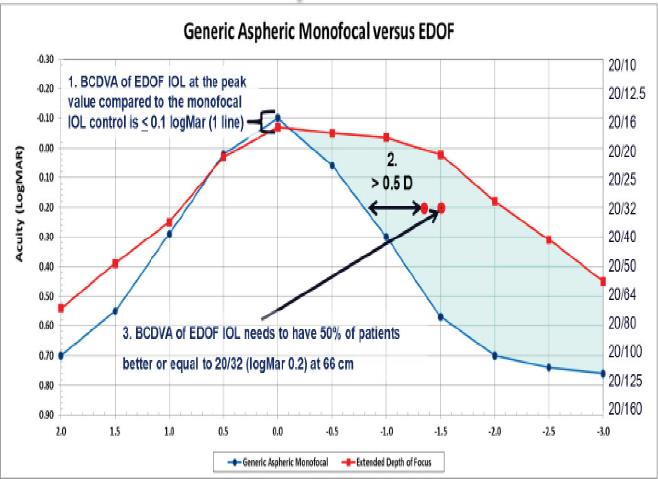 Generic Aspheric Monofocal versus EDOF
-0.30
-0.20
-0.10
0.00
0.10
0.20
0.30
0.40
0.50
0.60
0.70
0.80
0.90
Acuity (LogMAR)
20/10
20/12.5
20/16
20/20
20/25
20/32
20/40
20/50
20/64
20/80
20/100
20/125
20/160
1. BCDVA of EDOF IOL at the peak
value compared to the monofocal
IOL control is < 0.1 logMar (1 line)
2.
> 0.5 D
3. BCDVA of EDOF IOL needs to have 50% of patients
better or equal to 20/32 (logMar 0.2) at 66 cm
2.0 1.5 1.0 0.5 0.0 -0.5 -1.0 -1.5 -2.0 -2.5 -3.0
Generic Aspheric Monofocal Extended Depth of Focus